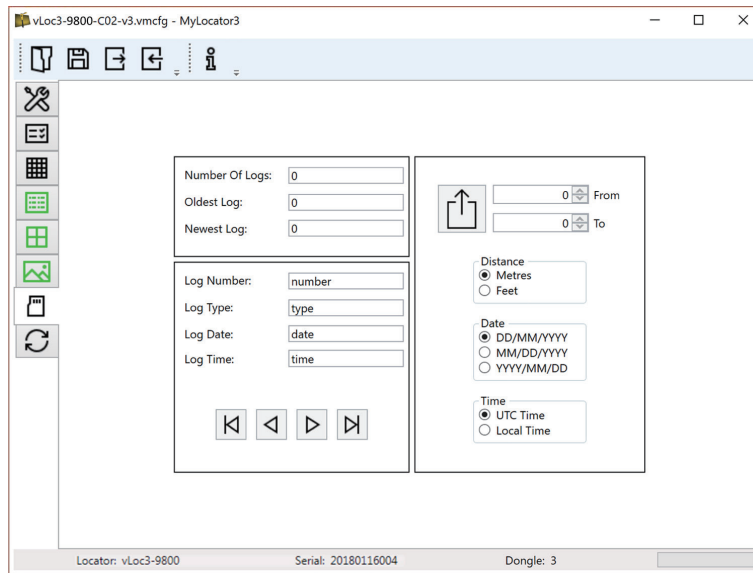 vLoc3-9800-C02-v3.vmcfg - MyLocator3
Number Of Logs: 0
Oldest Log: 0
Newest Log: 0
Log Number: number
Log Type: type
Log Date: date
Log Time: time
0 From
0 To
Distance
Metres
Feet
Date
DD/MM/YYYY
MM/DD/YYYY
YYYY/MM/DD
Time
UTC Time
Local Time
Locator: vLoc3-9800 Serial: 20180116004 Dongle: 3